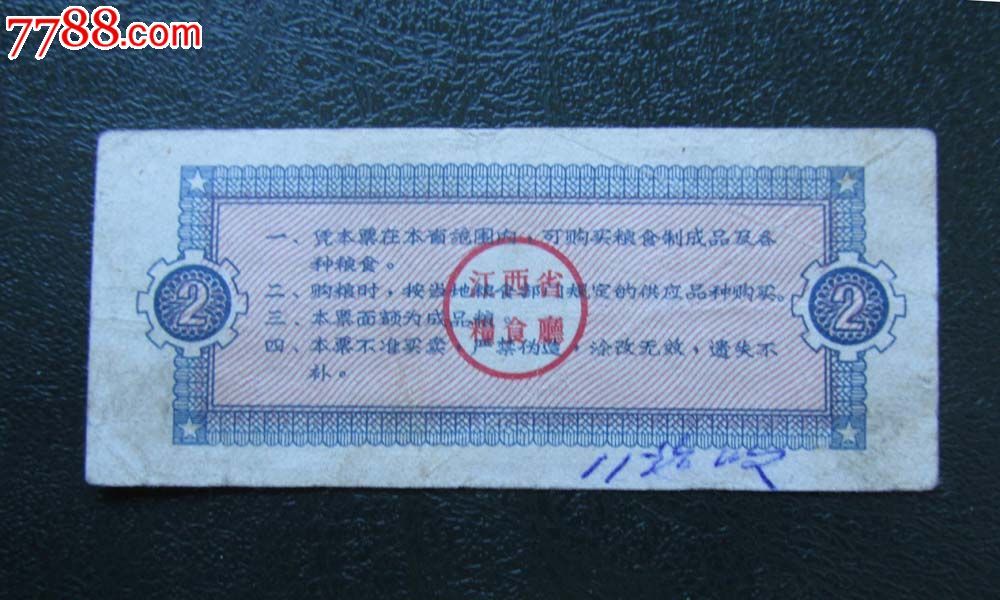 7788.com
一、凭本票在本省范围内，可购买粮食制成品及各
种粮食。
二、购粮时，按当地粮食部门规定的供应品种购买。
三、本票面额为成品粮。
四、本票不准买卖，严禁伪造，涂改无效，遗失不
补。
江西省
糧食廳
2
2
11